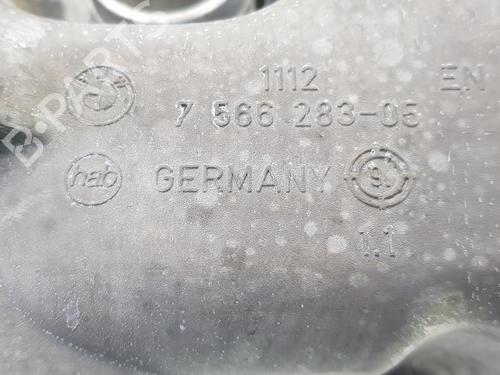 1112 EN
7 566 283-05
hab GERMANY 9.
1.1
B-PARTS